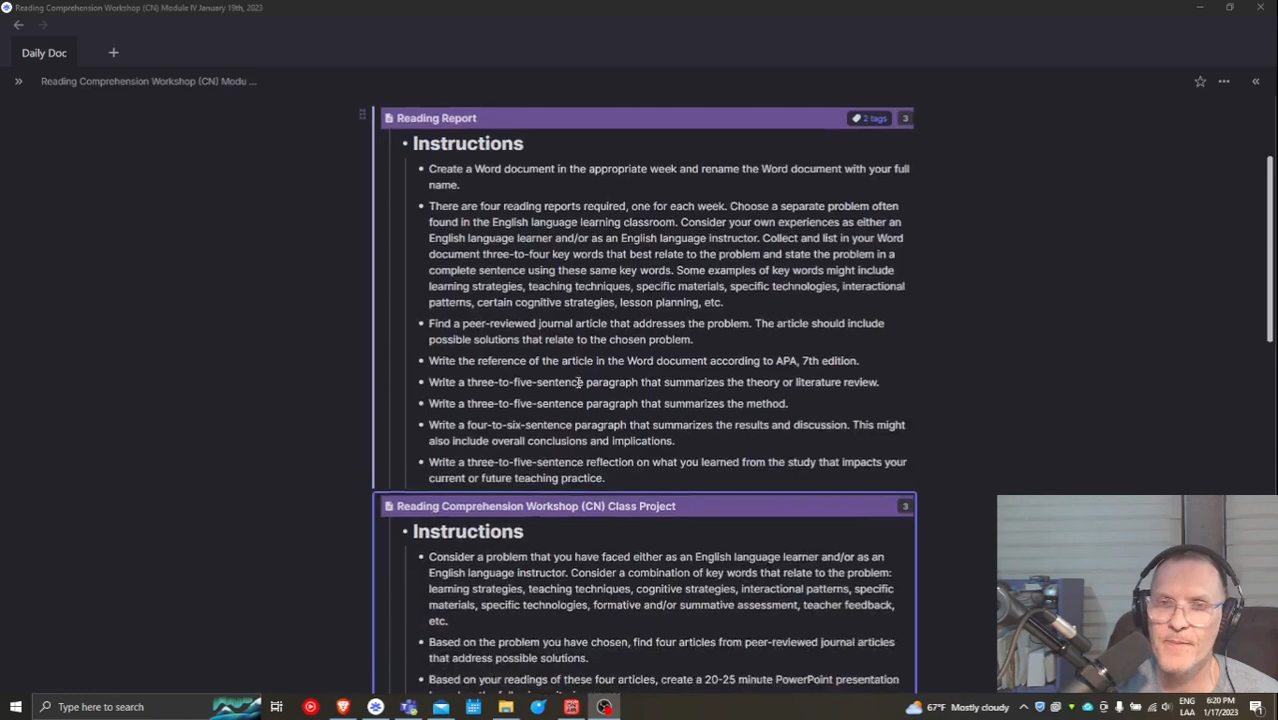 Reading Comprehension Workshop (CN) Module IV January 19th, 2023
Daily Doc
Reading Comprehension Workshop (CN) Modu ...
Reading Report
2 tags
3
Instructions
Create a Word document in the appropriate week and rename the Word document with your full
name.
There are four reading reports required, one for each week. Choose a separate problem often
found in the English language learning classroom. Consider your own experiences as either an
English language learner and/or as an English language instructor. Collect and list in your Word
document three-to-four key words that best relate to the problem and state the problem in a
complete sentence using these same key words. Some examples of key words might include
learning strategies, teaching techniques, specific materials, specific technologies, interactional
patterns, certain cognitive strategies, lesson planning, etc.
Find a peer-reviewed journal article that addresses the problem. The article should include
possible solutions that relate to the chosen problem.
Write the reference of the article in the Word document according to APA, 7th edition.
Write a three-to-five-sentence paragraph that summarizes the theory or literature review.
Write a three-to-five-sentence paragraph that summarizes the method.
Write a four-to-six-sentence paragraph that summarizes the results and discussion. This might
also include overall conclusions and implications.
Write a three-to-five-sentence reflection on what you learned from the study that impacts your
current or future teaching practice.
Reading Comprehension Workshop (CN) Class Project
3
Instructions
Consider a problem that you have faced either as an English language learner and/or as an
English language instructor. Consider a combination of key words that relate to the problem:
learning strategies, teaching techniques, cognitive strategies, interactional patterns, specific
materials, specific technologies, formative and/or summative assessment, teacher feedback,
etc.
Based on the problem you have chosen, find four articles from peer-reviewed journal articles
that address possible solutions.
Based on your readings of these four articles, create a 20-25 minute PowerPoint presentation
Type here to search
67°F Mostly cloudy
ENG
LAA
6:20 PM
1/17/2023